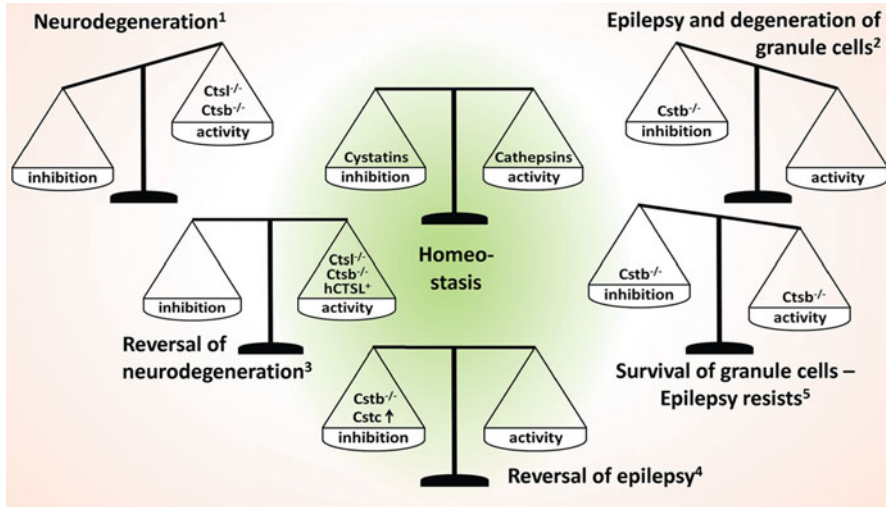 Neurodegeneration¹
Ctsl⁻/⁻
Ctsb⁻/⁻
activity
inhibition
Epilepsy and degeneration of
granule cells²
Cstb⁻/⁻
inhibition
activity
Cystatins
inhibition
Cathepsins
activity
Homeo-
stasis
inhibition
Ctsl⁻/⁻
Ctsb⁻/⁻
hCTSL⁺
activity
Reversal of
neurodegeneration³
Cstb⁻/⁻
inhibition
Ctsb⁻/⁻
activity
Survival of granule cells –
Epilepsy resists⁵
Cstb⁻/⁻
Cstc ↑
inhibition
activity
Reversal of epilepsy⁴